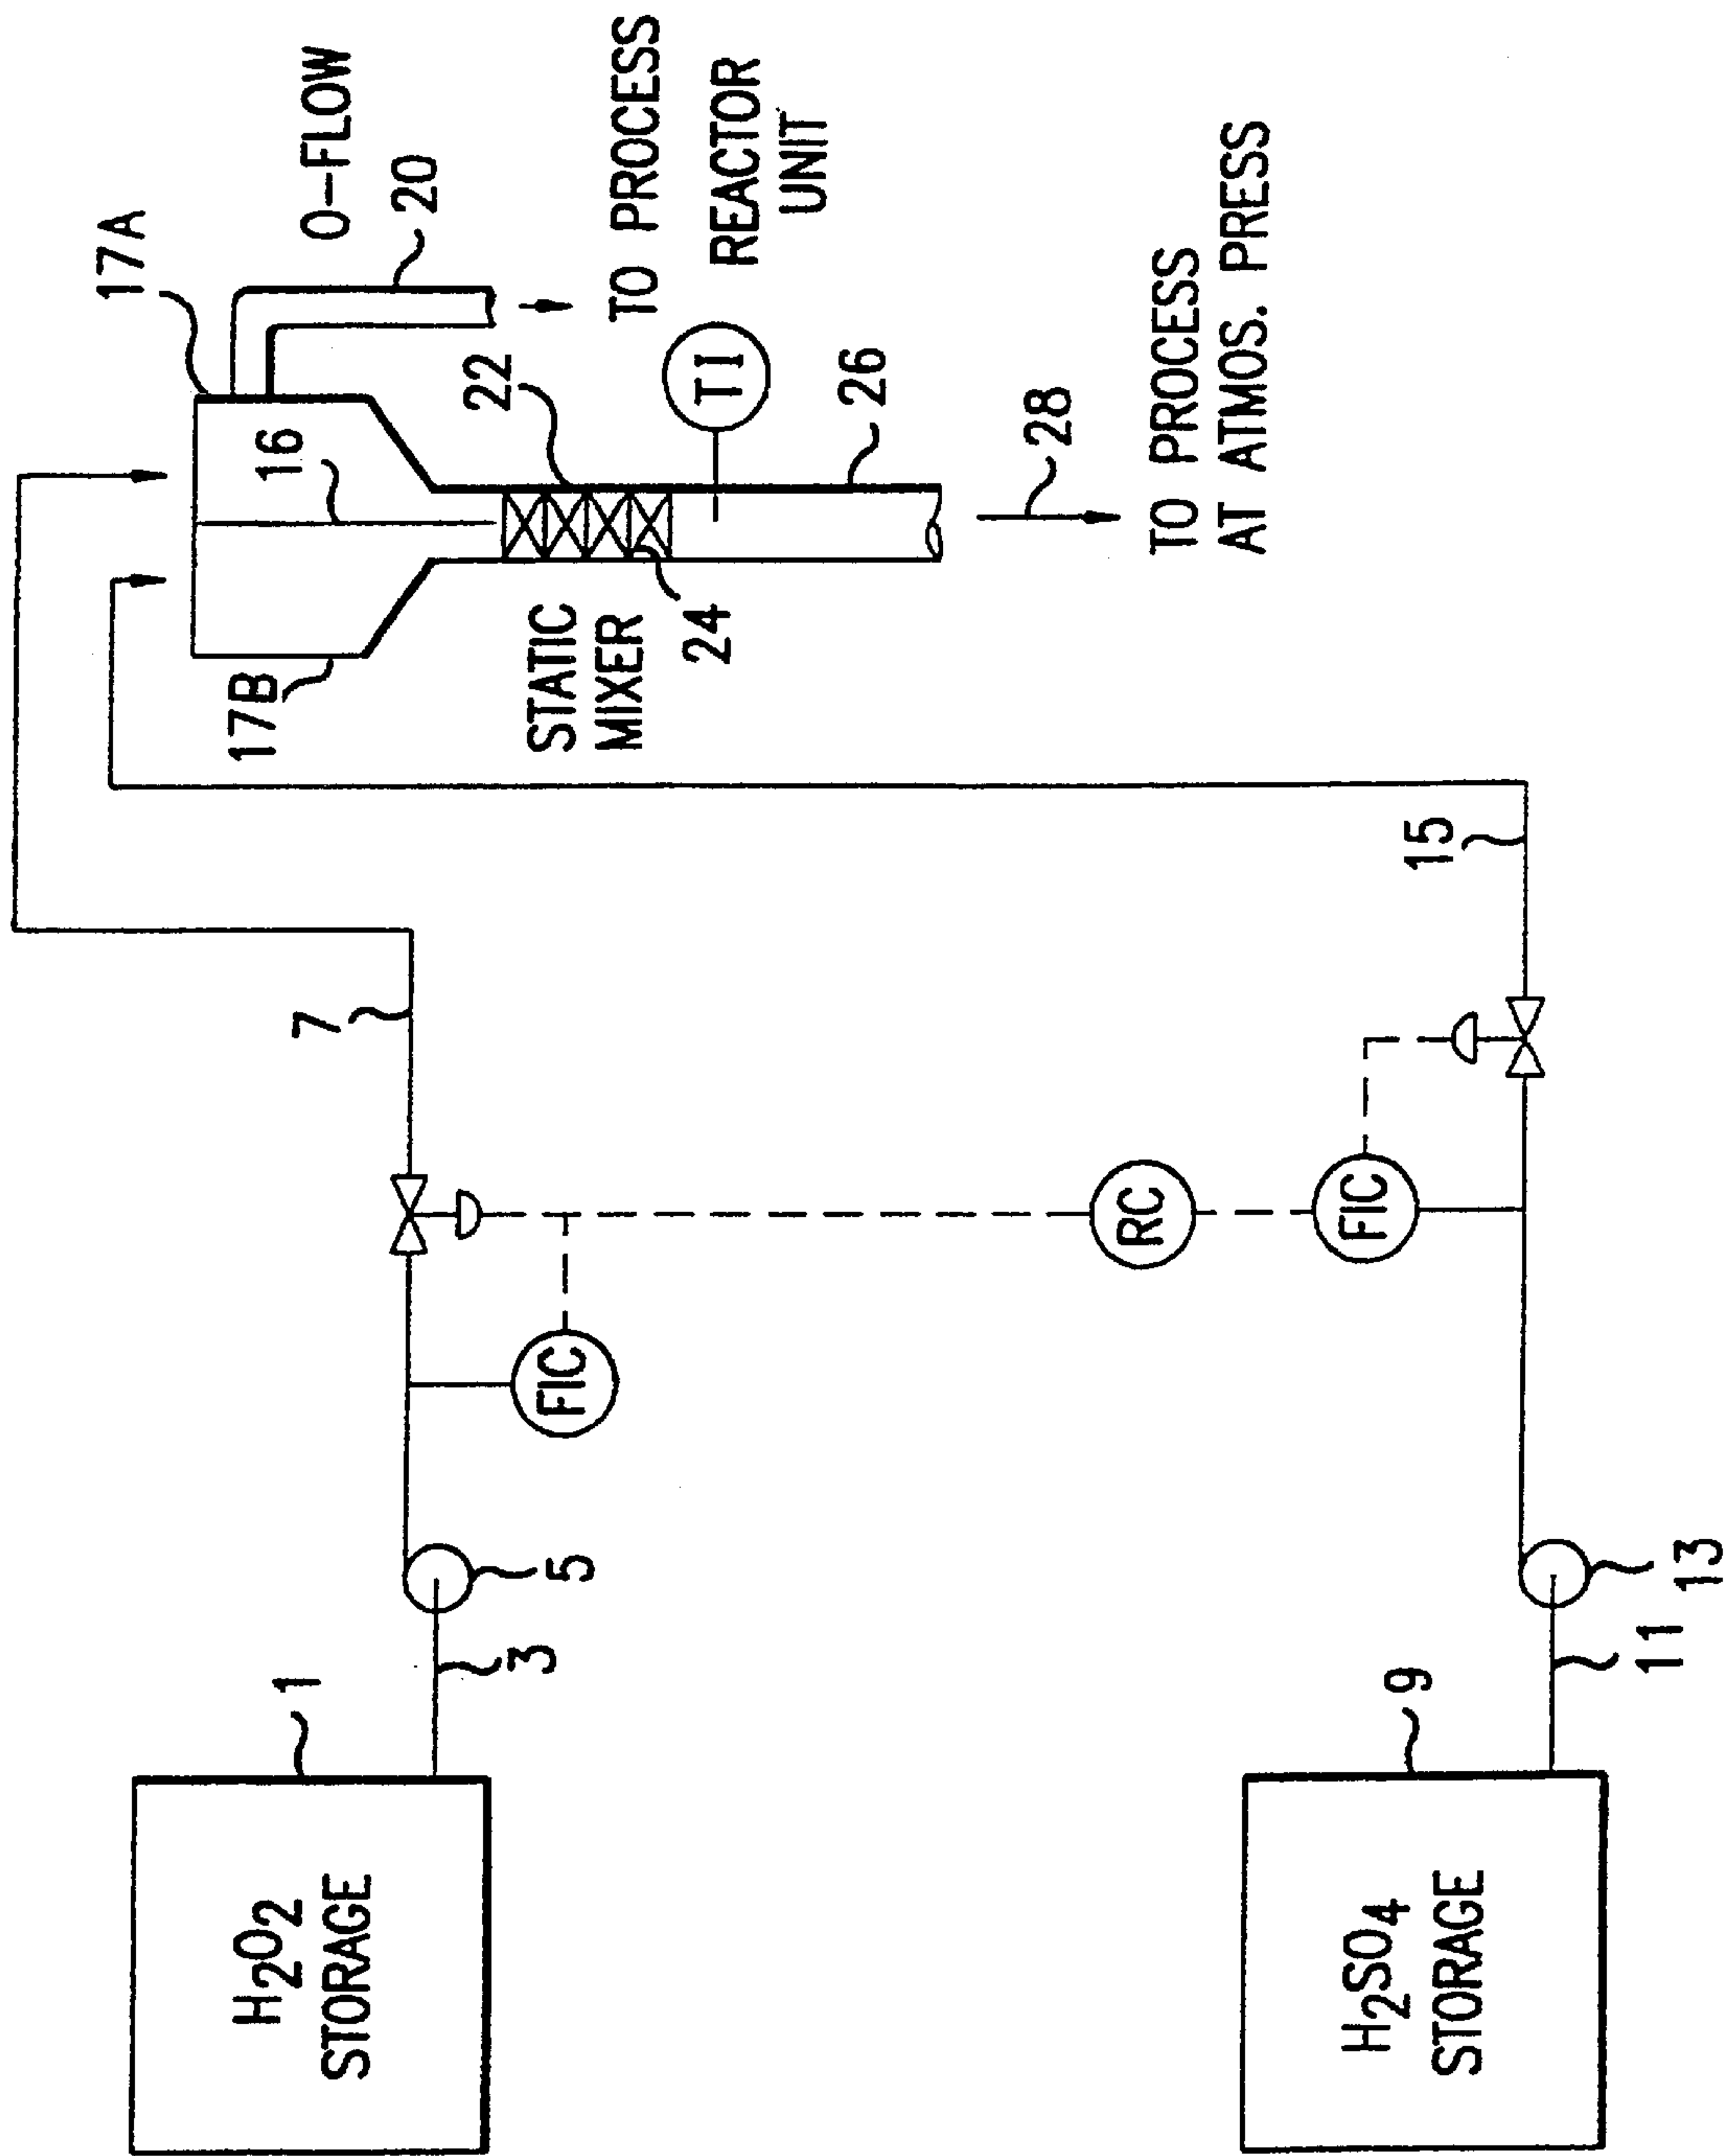 H2O2
STORAGE
1
3
5
FIC
7
H2SO4
STORAGE
9
11
13
FIC
RC
15
17A
17B
16
O-FLOW
20
TO PROCESS
REACTOR
UNIT
22
STATIC
MIXER
24
TI
26
28
TO PROCESS
AT ATMOS. PRESS